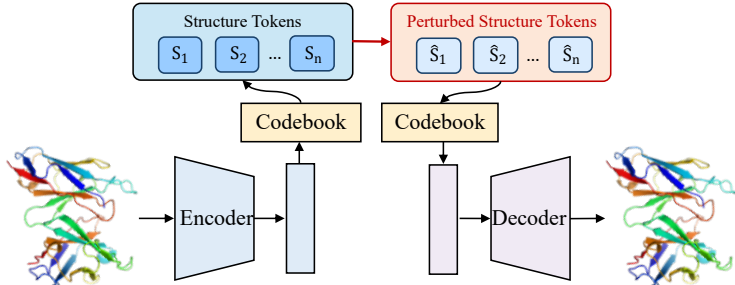 Structure Tokens
S₁ S₂ ... Sₙ
Perturbed Structure Tokens
Ŝ₁ Ŝ₂ ... Ŝₙ
Codebook
Codebook
Encoder
Decoder